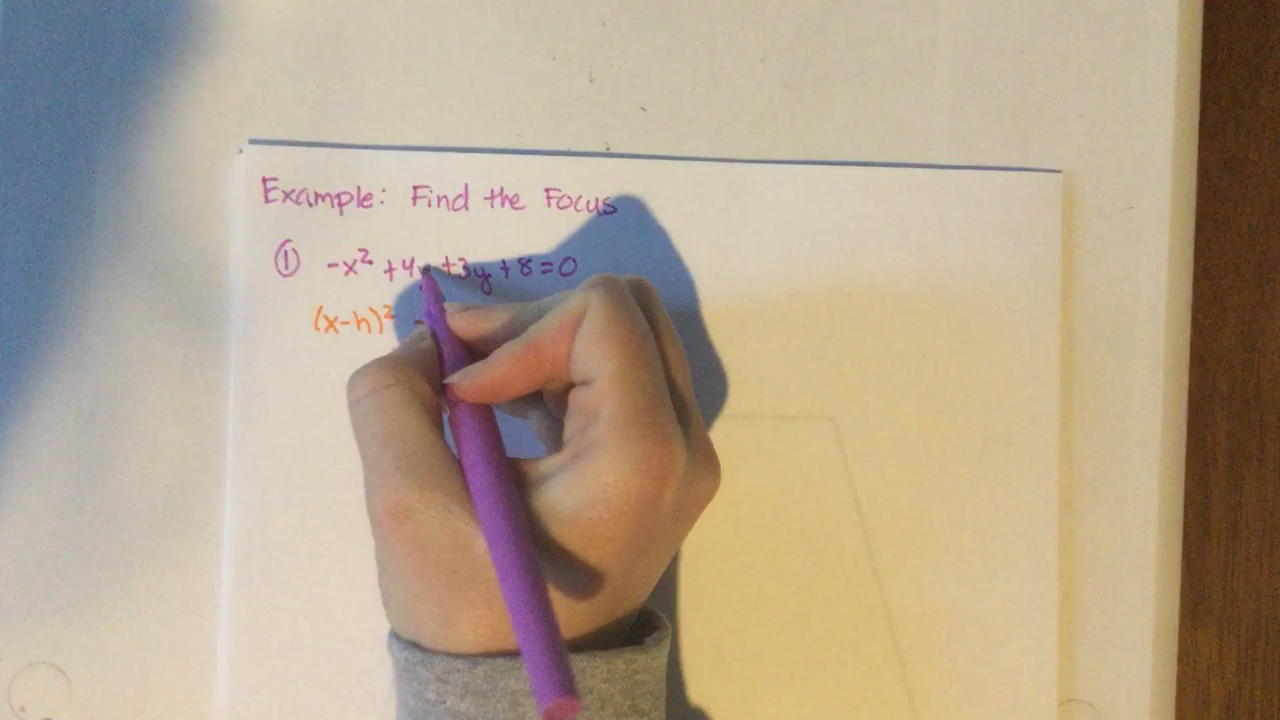 Example: Find the Focus
① -x² +4 +3y +8=0
(x-h)²